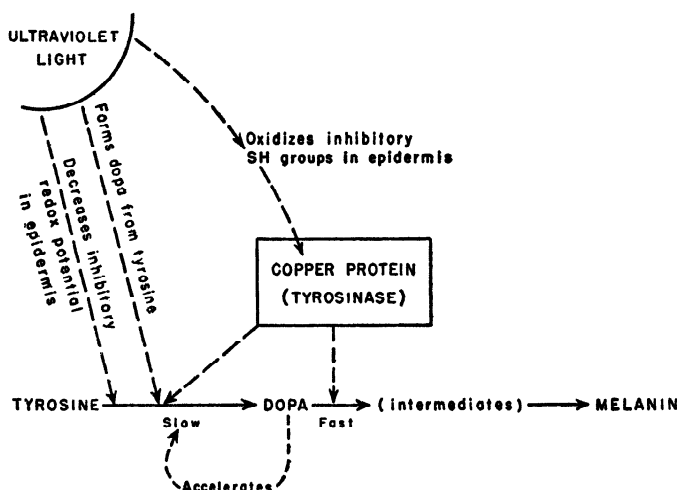 ULTRAVIOLET
LIGHT
Forms dopa from tyrosine
Decreases inhibitory
redox potential
in epidermis
Oxidizes inhibitory
SH groups in epidermis
COPPER PROTEIN
(TYROSINASE)
TYROSINE
Slow
DOPA
Fast
(intermediates)
MELANIN
Accelerates